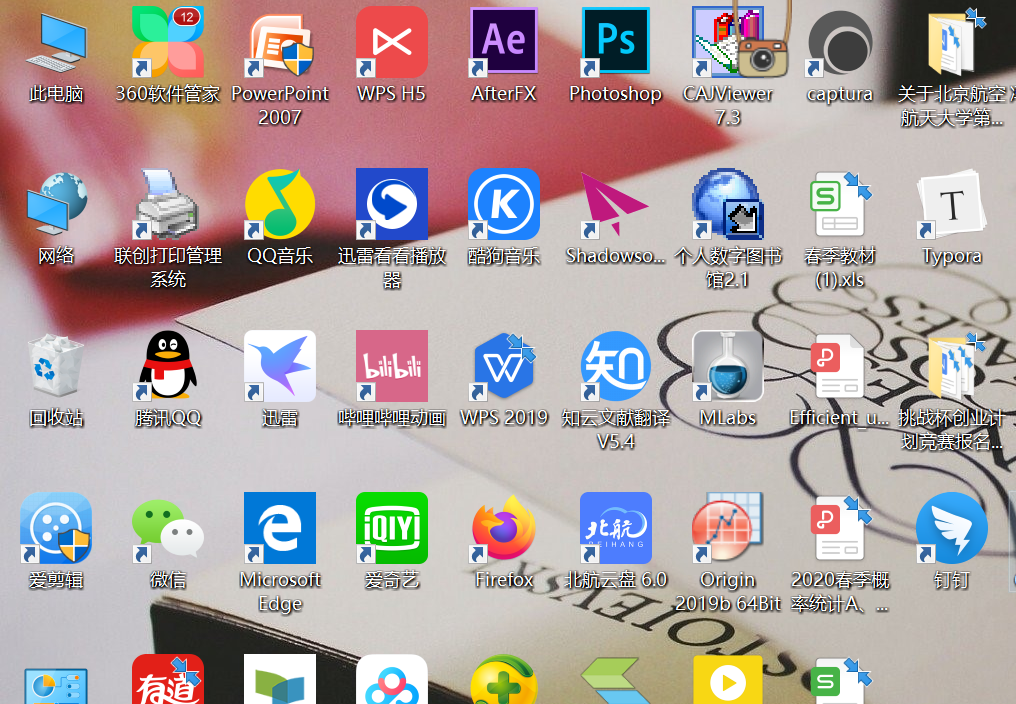 12
此电脑
360软件管家
PowerPoint
2007
WPS H5
Ae
AfterFX
Ps
Photoshop
CAJViewer
7.3
captura
关于北京航空
航天大学第...
网络
联创打印管理
系统
QQ音乐
迅雷看看播放
器
K
酷狗音乐
Shadowso...
个人数字图书
馆2.1
S
春季教材
(1).xls
T
Typora
回收站
腾讯QQ
迅雷
bilibili
哔哩哔哩动画
W
WPS 2019
知
知云文献翻译
V5.4
MLabs
P
Efficient_u...
挑战杯创业计
划竞赛报名...
爱剪辑
微信
e
Microsoft
Edge
iQIYI
爱奇艺
Firefox
北航
BEIHANG
北航云盘 6.0
Origin
2019b 64Bit
P
2020春季概
率统计A、...
钉钉
有道
S